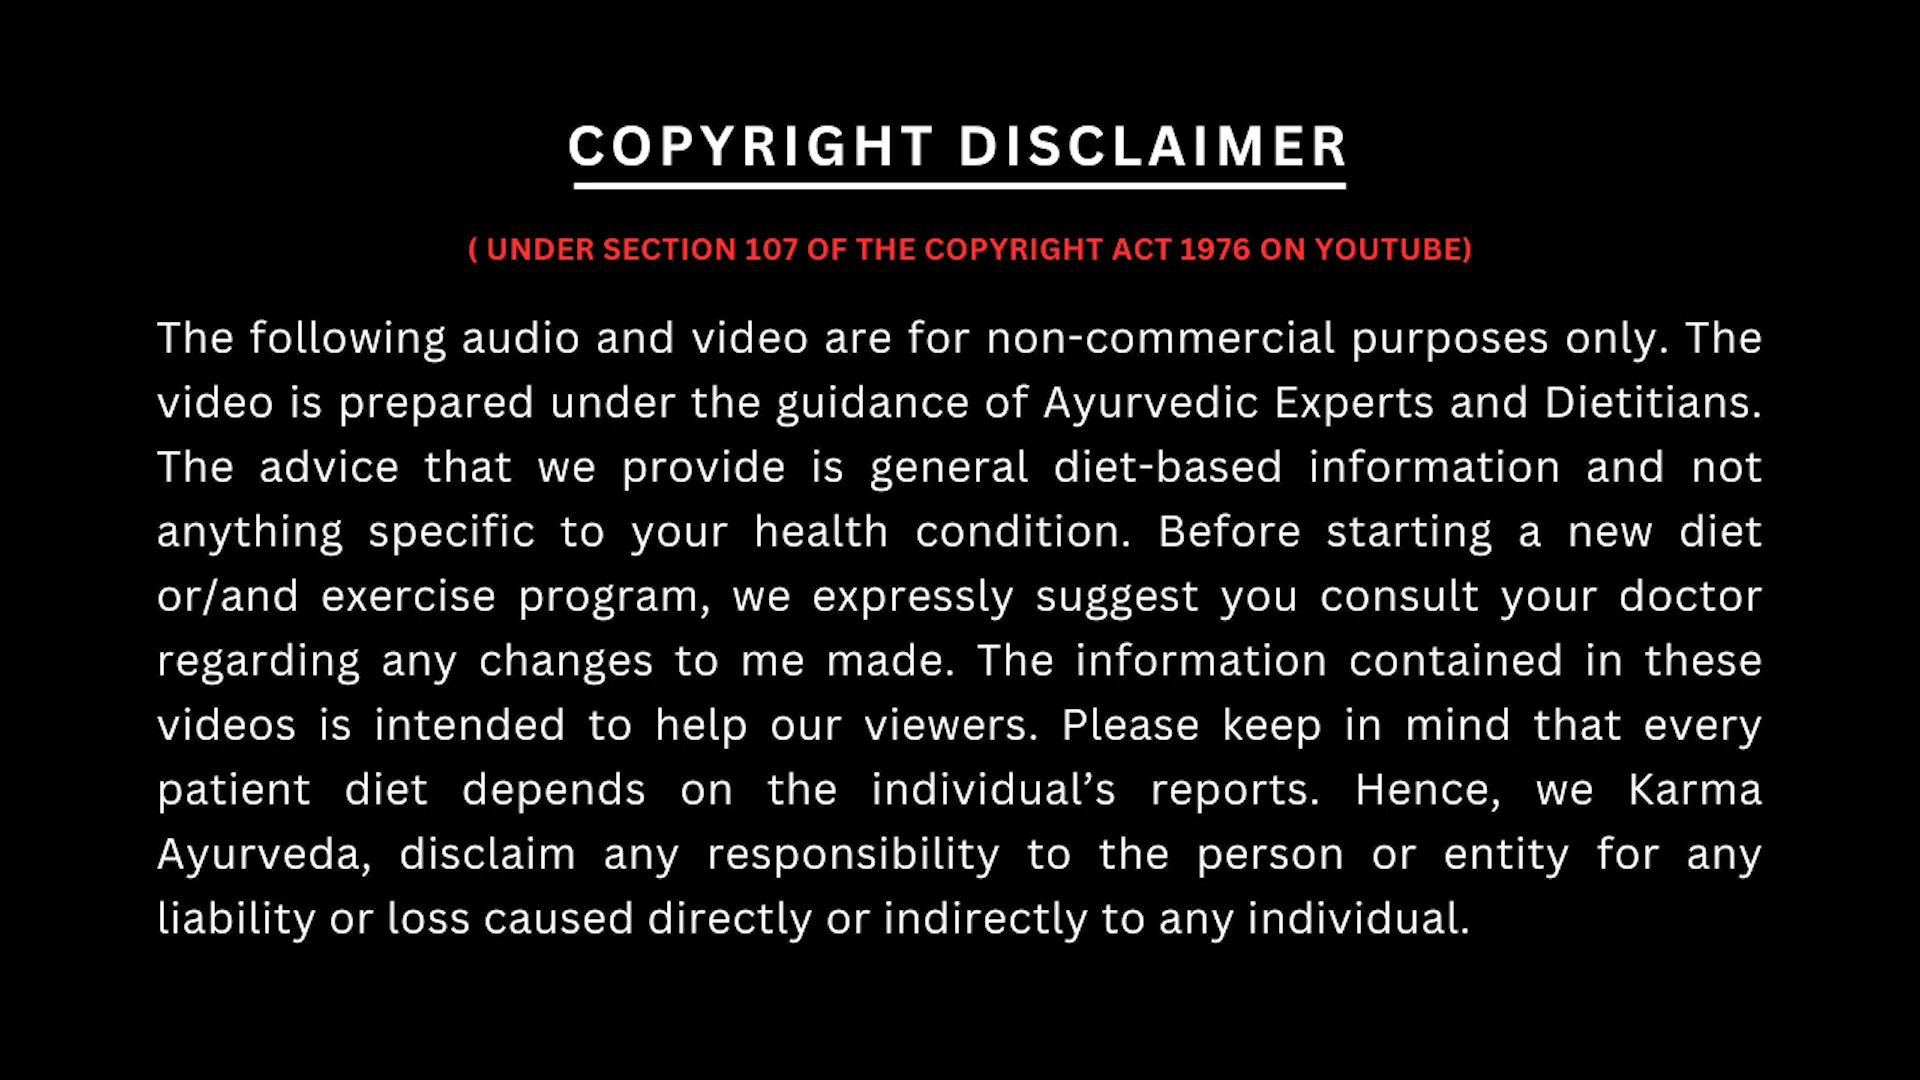 COPYRIGHT DISCLAIMER
( UNDER SECTION 107 OF THE COPYRIGHT ACT 1976 ON YOUTUBE)
The following audio and video are for non-commercial purposes only. The
video is prepared under the guidance of Ayurvedic Experts and Dietitians.
The advice that we provide is general diet-based information and not
anything specific to your health condition. Before starting a new diet
or/and exercise program, we expressly suggest you consult your doctor
regarding any changes to me made. The information contained in these
videos is intended to help our viewers. Please keep in mind that every
patient diet depends on the individual’s reports. Hence, we Karma
Ayurveda, disclaim any responsibility to the person or entity for any
liability or loss caused directly or indirectly to any individual.